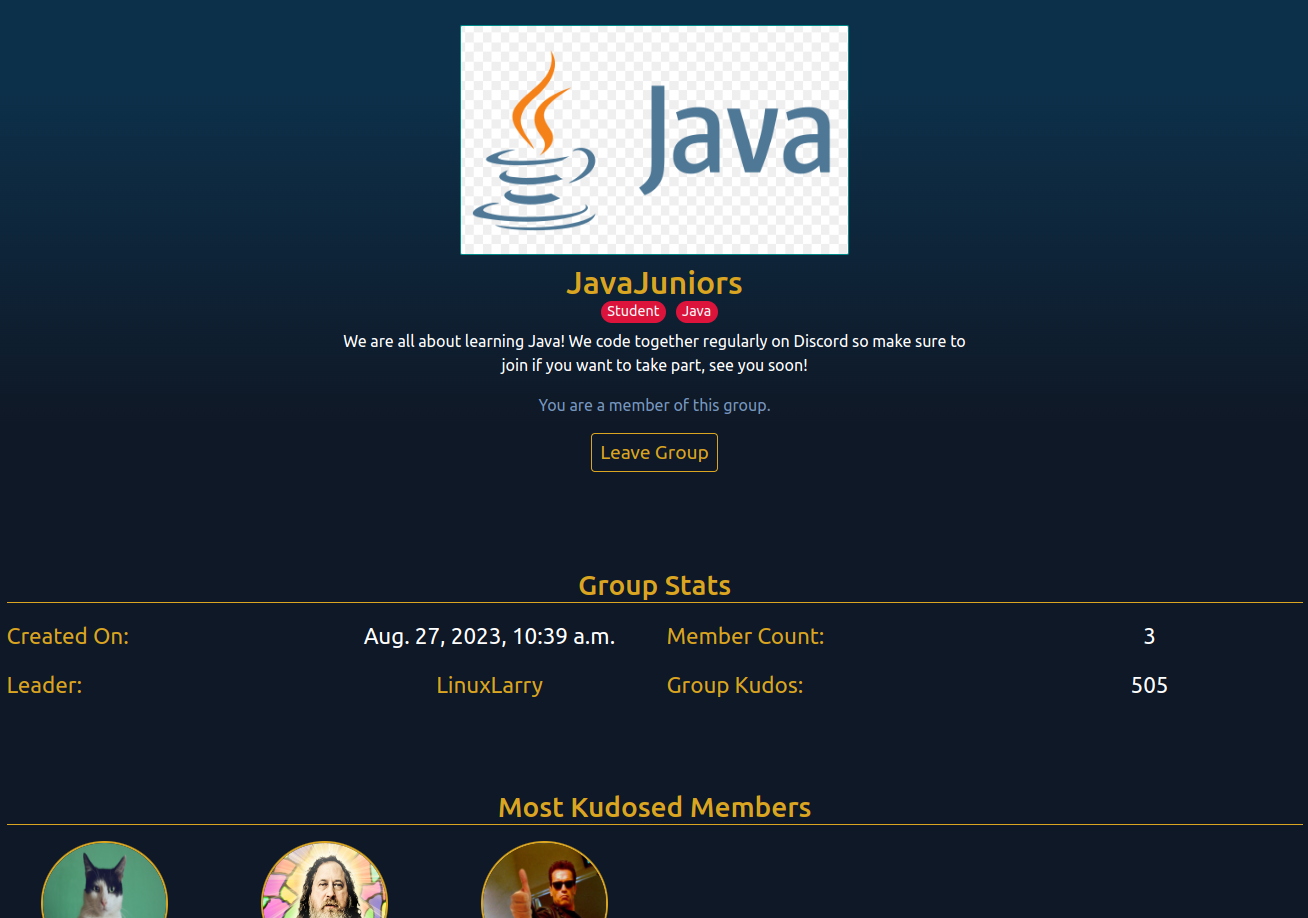 Java
JavaJuniors
Student Java
We are all about learning Java! We code together regularly on Discord so make sure to
join if you want to take part, see you soon!
You are a member of this group.
Leave Group
Group Stats
Created On: Aug. 27, 2023, 10:39 a.m. Member Count: 3
Leader: LinuxLarry Group Kudos: 505
Most Kudosed Members